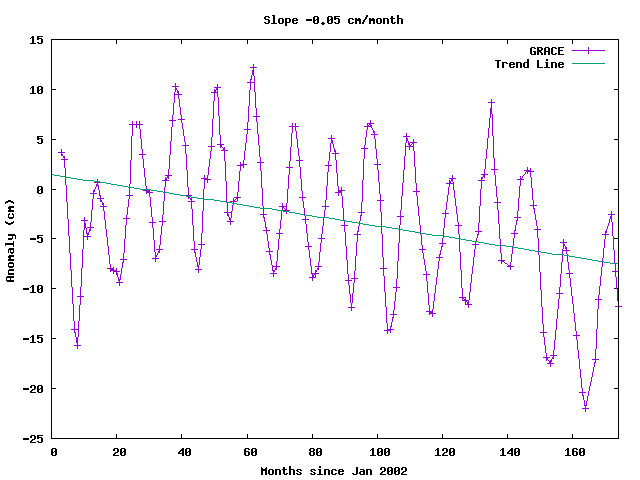 Slope -0.05 cm/month
GRACE
Trend Line
15
10
5
0
-5
-10
-15
-20
-25
Anomaly (cm)
0 20 40 60 80 100 120 140 160
Months since Jan 2002